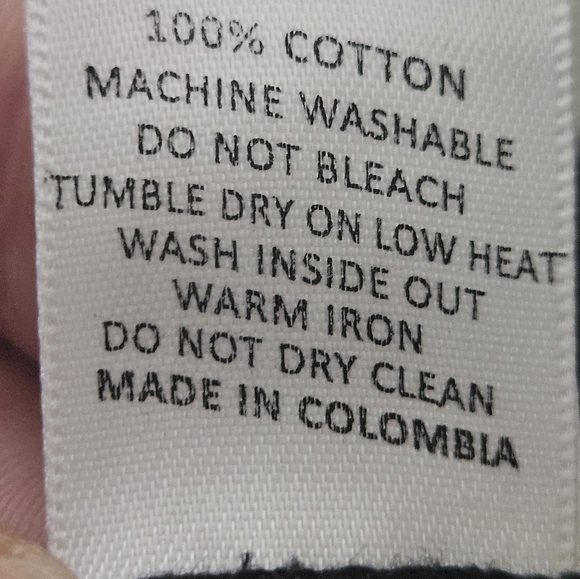 100% COTTON
MACHINE WASHABLE
DO NOT BLEACH
TUMBLE DRY ON LOW HEAT
WASH INSIDE OUT
WARM IRON
DO NOT DRY CLEAN
MADE IN COLOMBIA